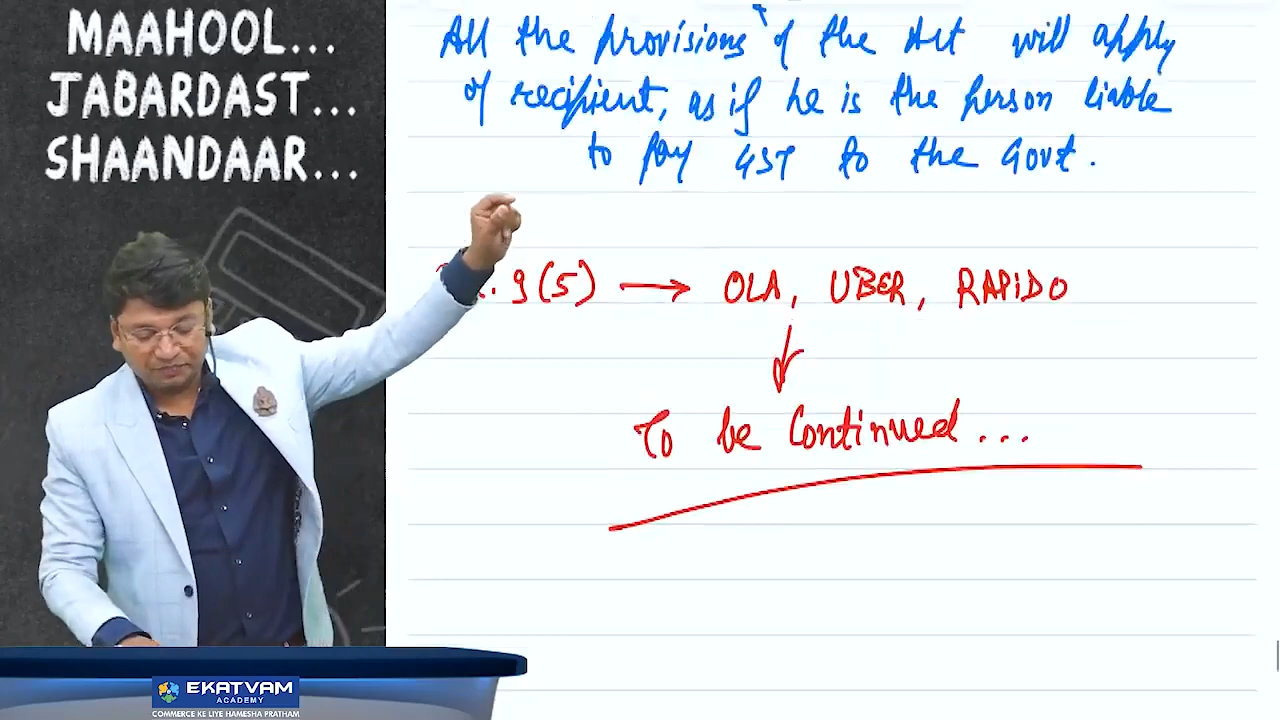 MAAHOOL...
JABARDAST...
SHAANDAAR...
All the provisions of the Act will apply
of recipient, as if he is the person liable
to pay GST to the Govt.
. 9(5) → OLA, UBER, RAPIDO
↓
To be Continued...
EKATVAM
ACADEMY
COMMERCE KE LIYE HAMESHA PRATHAM